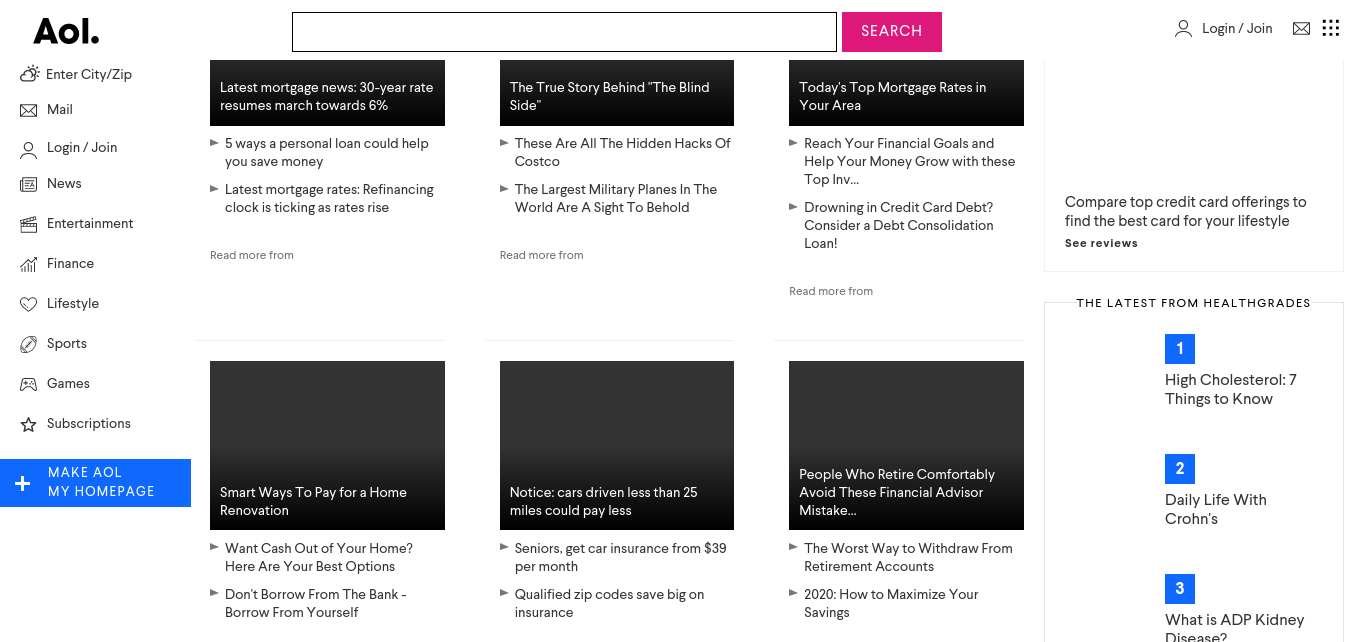 Aol.
SEARCH
Login / Join
Enter City/Zip
Mail
Login / Join
News
Entertainment
Finance
Lifestyle
Sports
Games
Subscriptions
MAKE AOL
MY HOMEPAGE
Latest mortgage news: 30-year rate
resumes march towards 6%
5 ways a personal loan could help
you save money
Latest mortgage rates: Refinancing
clock is ticking as rates rise
Read more from
The True Story Behind "The Blind
Side"
These Are All The Hidden Hacks Of
Costco
The Largest Military Planes In The
World Are A Sight To Behold
Read more from
Today's Top Mortgage Rates in
Your Area
Reach Your Financial Goals and
Help Your Money Grow with these
Top Inv...
Drowning in Credit Card Debt?
Consider a Debt Consolidation
Loan!
Read more from
Smart Ways To Pay for a Home
Renovation
Want Cash Out of Your Home?
Here Are Your Best Options
Don't Borrow From The Bank -
Borrow From Yourself
Notice: cars driven less than 25
miles could pay less
Seniors, get car insurance from $39
per month
Qualified zip codes save big on
insurance
People Who Retire Comfortably
Avoid These Financial Advisor
Mistake...
The Worst Way to Withdraw From
Retirement Accounts
2020: How to Maximize Your
Savings
Compare top credit card offerings to
find the best card for your lifestyle
See reviews
THE LATEST FROM HEALTHGRADES
1
High Cholesterol: 7
Things to Know
2
Daily Life With
Crohn's
3
What is ADP Kidney
Disease?